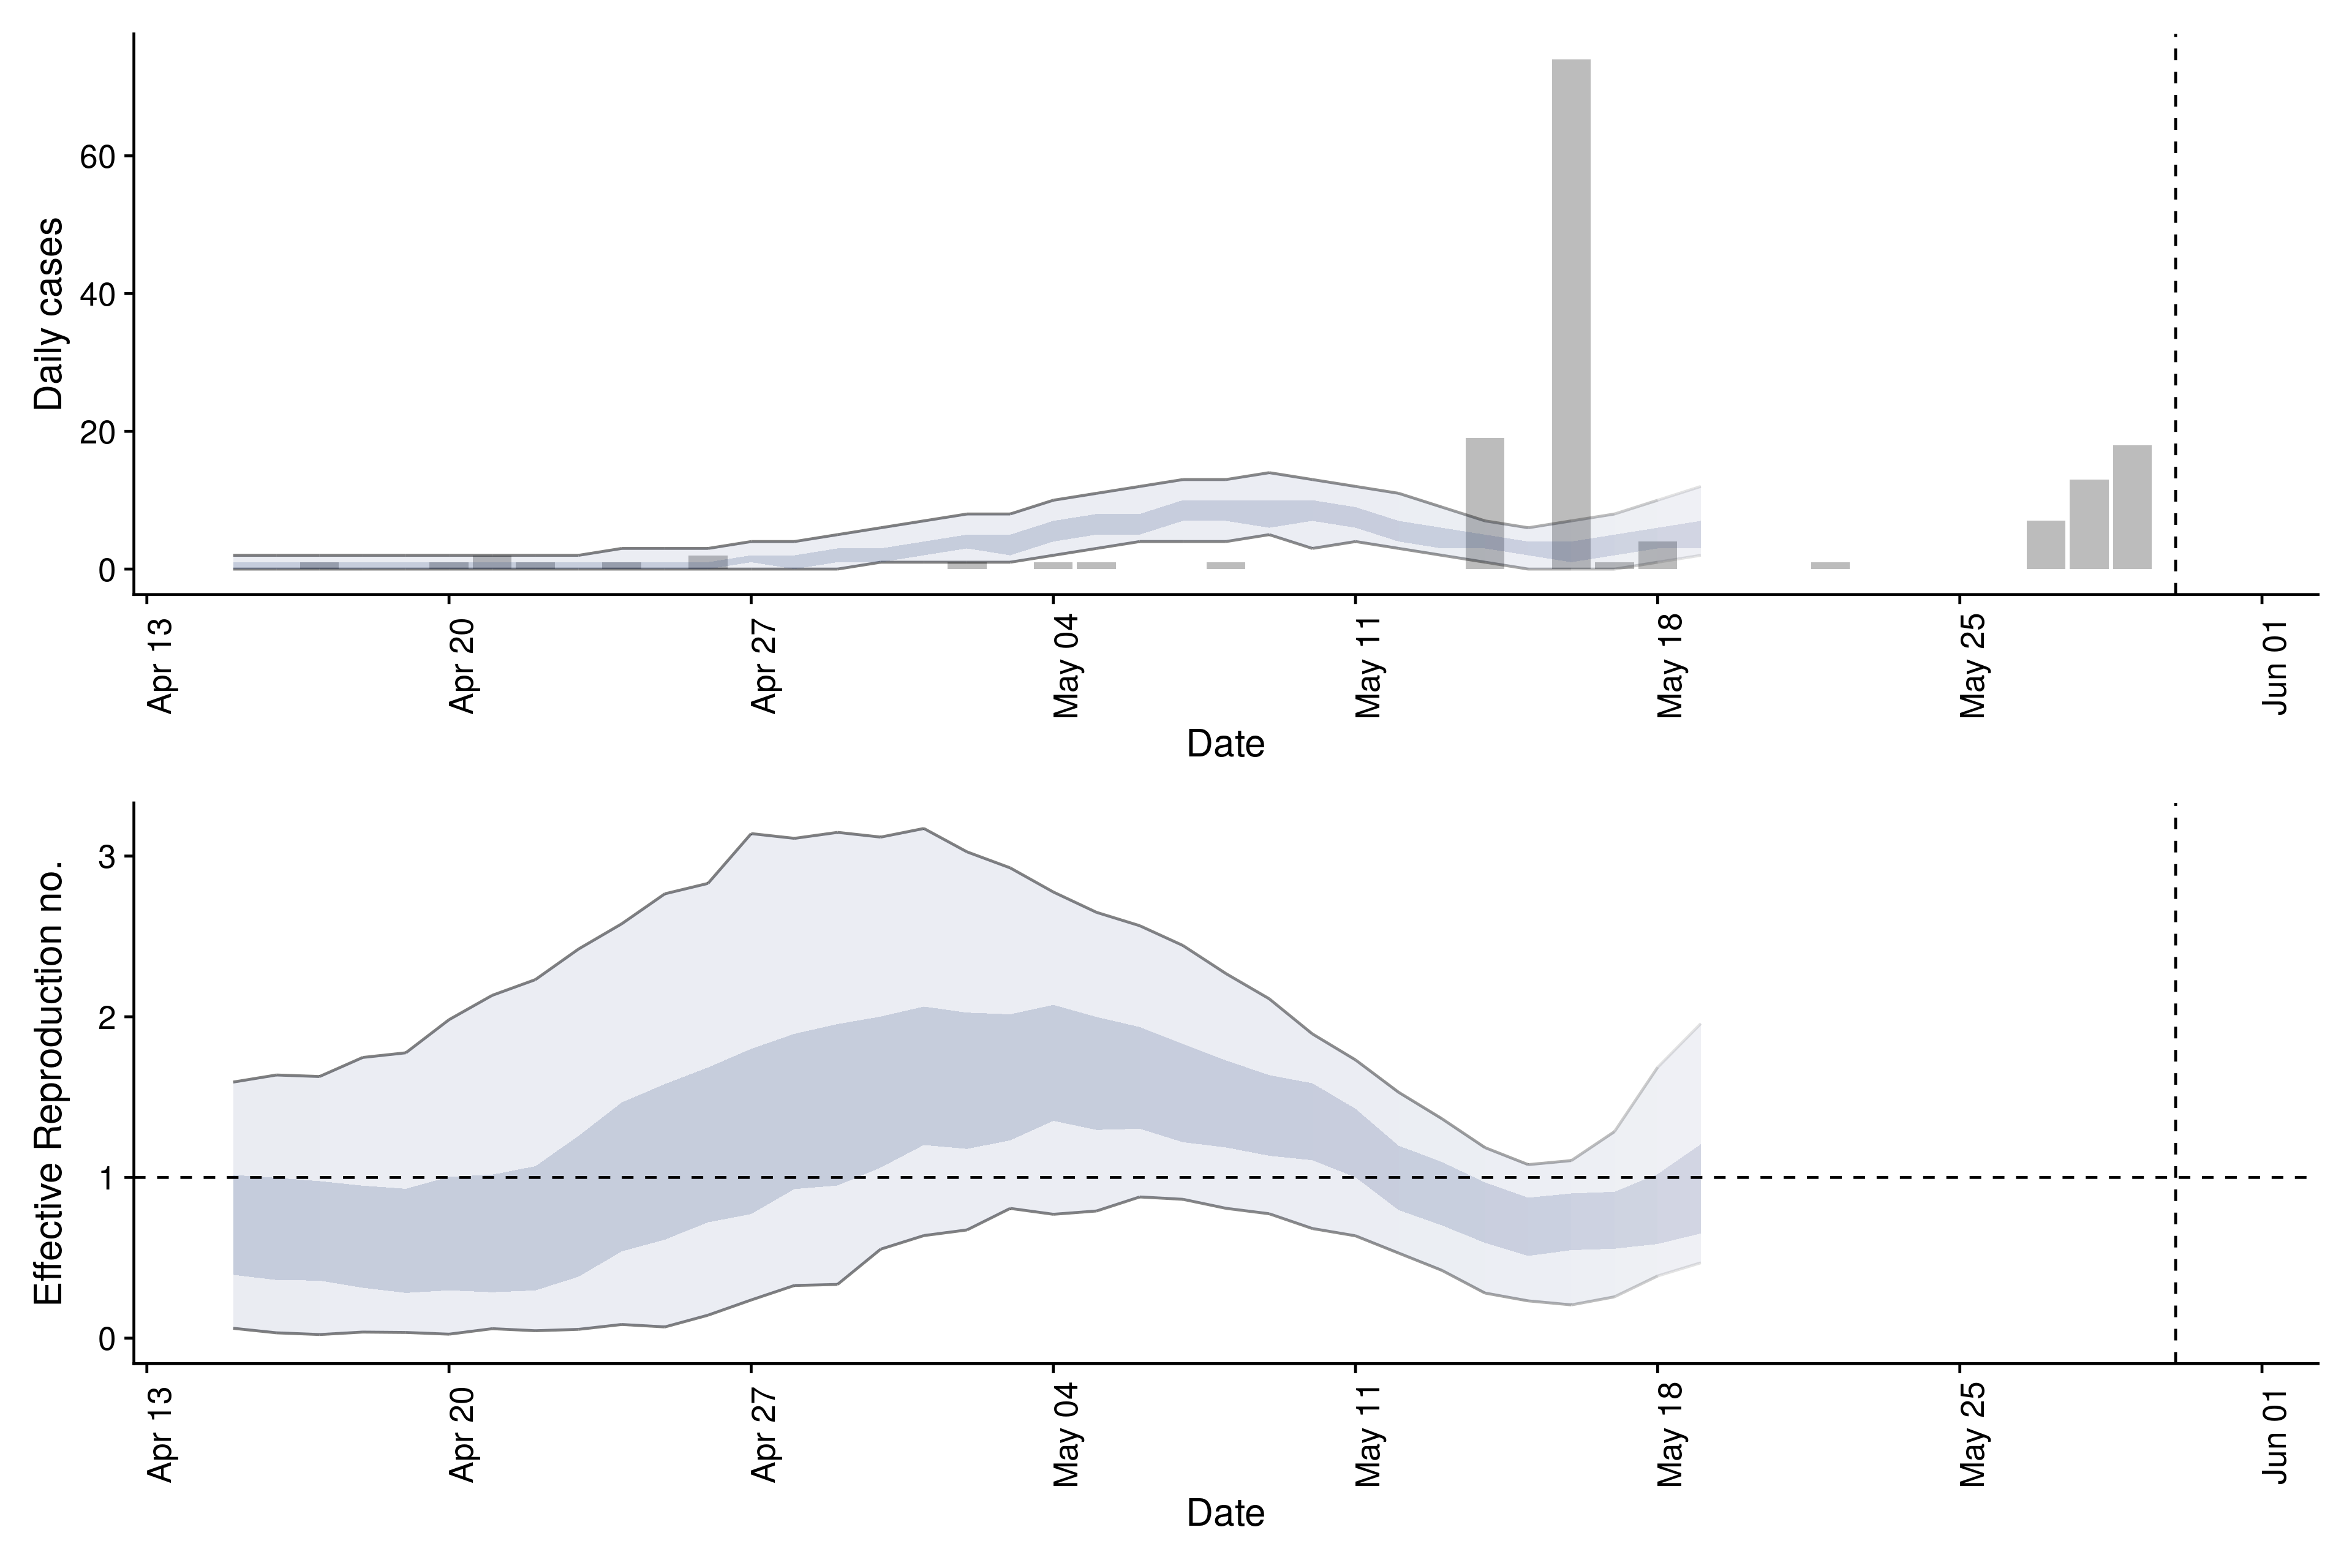 Daily cases
60
40
20
0
Apr 13
Apr 20
Apr 27
May 04
May 11
May 18
May 25
Jun 01
Date
Effective Reproduction no.
3
2
1
0
Apr 13
Apr 20
Apr 27
May 04
May 11
May 18
May 25
Jun 01
Date